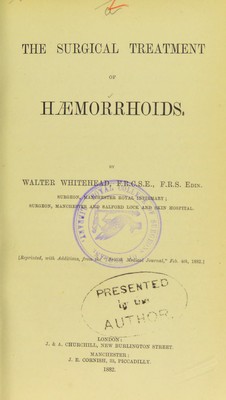 THE SURGICAL TREATMENT
OF
HÆMORRHOIDS.
BY
WALTER WHITEHEAD, F.R.C.S.E., F.R.S. EDIN.
SURGEON, MANCHESTER ROYAL INFIRMARY;
SURGEON, MANCHESTER AND SALFORD LOCK AND SKIN HOSPITAL.
[Reprinted, with Additions, from the "British Medical Journal," Feb. 4th, 1882.]
PRESENTED
by the
AUTHOR.
LONDON:
J. & A. CHURCHILL, NEW BURLINGTON STREET.
MANCHESTER:
J. E. CORNISH, 33, PICCADILLY.
1882.